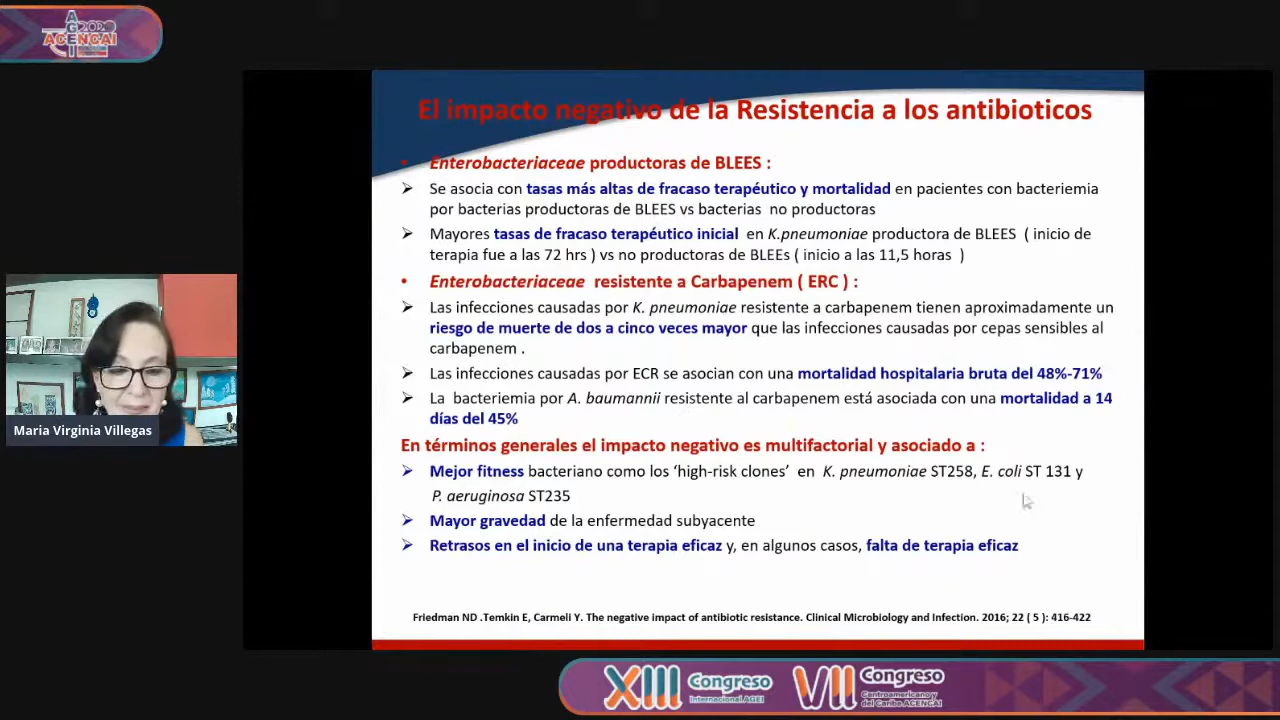 AGEI 2020
ACENCAI
El impacto negativo de la Resistencia a los antibioticos
• Enterobacteriaceae productoras de BLEES :
Se asocia con tasas más altas de fracaso terapéutico y mortalidad en pacientes con bacteriemia
por bacterias productoras de BLEES vs bacterias no productoras
Mayores tasas de fracaso terapéutico inicial en K.pneumoniae productora de BLEES ( inicio de
terapia fue a las 72 hrs ) vs no productoras de BLEEs ( inicio a las 11,5 horas )
• Enterobacteriaceae resistente a Carbapenem ( ERC ) :
Las infecciones causadas por K. pneumoniae resistente a carbapenem tienen aproximadamente un
riesgo de muerte de dos a cinco veces mayor que las infecciones causadas por cepas sensibles al
carbapenem .
Las infecciones causadas por ECR se asocian con una mortalidad hospitalaria bruta del 48%-71%
La bacteriemia por A. baumannii resistente al carbapenem está asociada con una mortalidad a 14
días del 45%
En términos generales el impacto negativo es multifactorial y asociado a :
Mejor fitness bacteriano como los ‘high-risk clones’ en K. pneumoniae ST258, E. coli ST 131 y
P. aeruginosa ST235
Mayor gravedad de la enfermedad subyacente
Retrasos en el inicio de una terapia eficaz y, en algunos casos, falta de terapia eficaz
Friedman ND .Temkin E, Carmeli Y. The negative impact of antibiotic resistance. Clinical Microbiology and Infection. 2016; 22 ( 5 ): 416-422
Maria Virginia Villegas
XIII Congreso
Internacional AGEI
VII Congreso
Centroamericano y
del Caribe ACENCAI